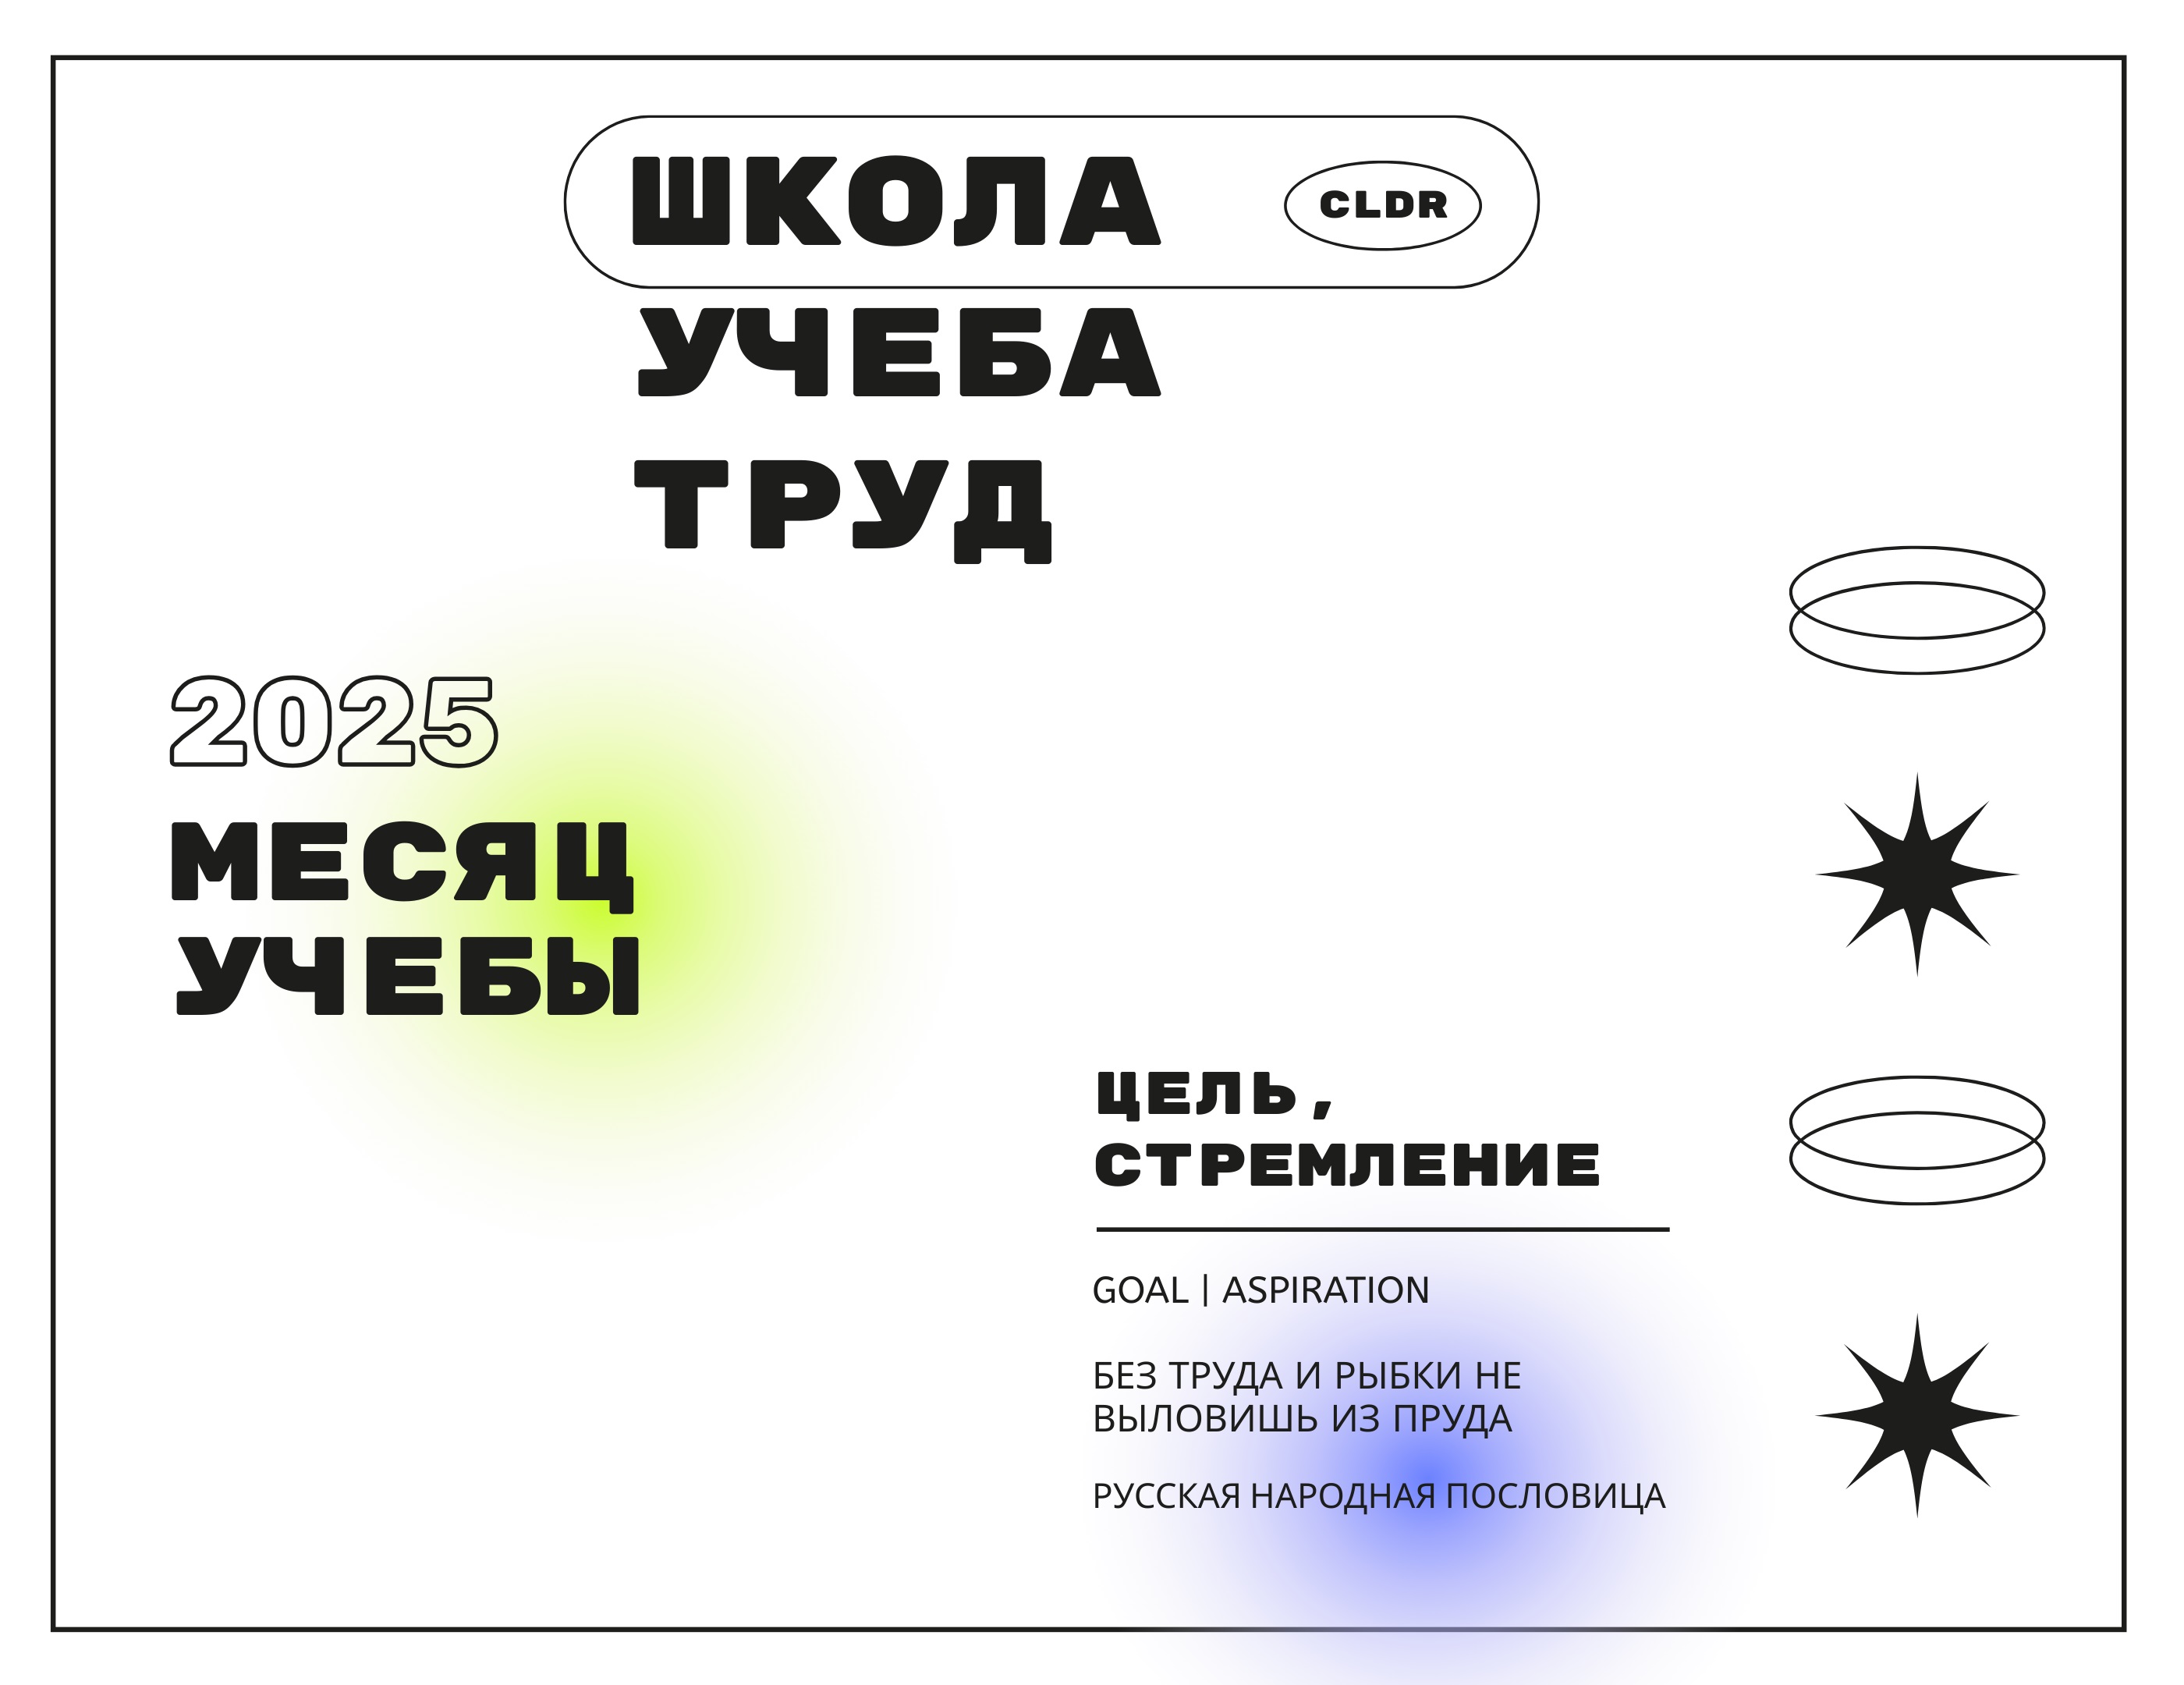 ШКОЛА CLDR
УЧЕБА
ТРУД
2025
МЕСЯЦ
УЧЕБЫ
ЦЕЛЬ,
СТРЕМЛЕНИЕ
GOAL | ASPIRATION
БЕЗ ТРУДА И РЫБКИ НЕ
ВЫЛОВИШЬ ИЗ ПРУДА
РУССКАЯ НАРОДНАЯ ПОСЛОВИЦА